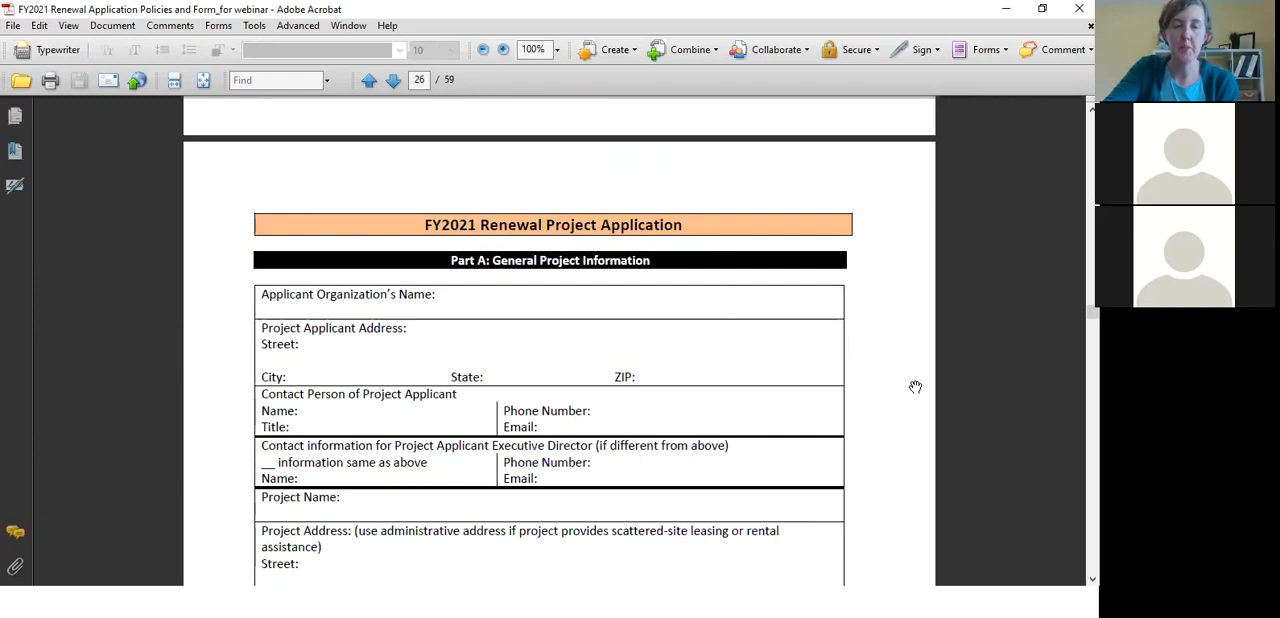 FY2021 Renewal Application Policies and Form_for webinar - Adobe Acrobat
File Edit View Document Comments Forms Tools Advanced Window Help
Typewriter 10 100% Create Combine Collaborate Secure Sign Forms Comment
Find 26 / 59
FY2021 Renewal Project Application
Part A: General Project Information
Applicant Organization's Name:
Project Applicant Address:
Street:
City: State: ZIP:
Contact Person of Project Applicant
Name: Phone Number:
Title: Email:
Contact information for Project Applicant Executive Director (if different from above)
__ information same as above Phone Number:
Name: Email:
Project Name:
Project Address: (use administrative address if project provides scattered-site leasing or rental
assistance)
Street: